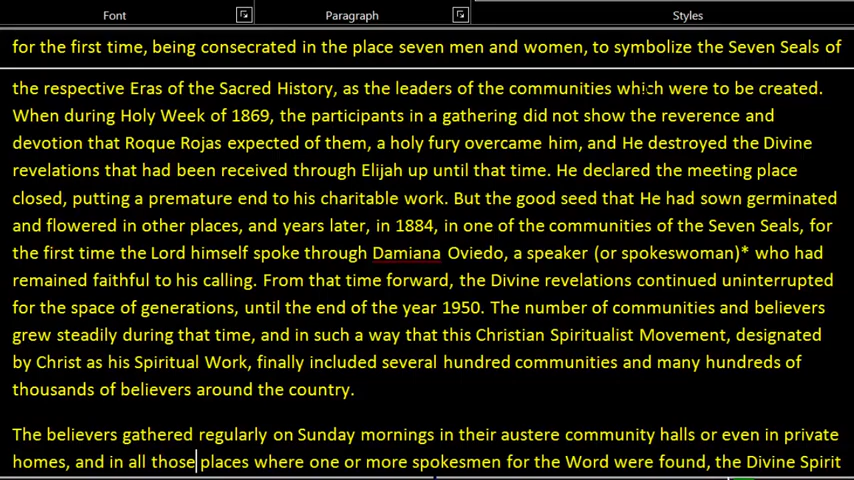 Font Paragraph Styles
for the first time, being consecrated in the place seven men and women, to symbolize the Seven Seals of
the respective Eras of the Sacred History, as the leaders of the communities which were to be created.
When during Holy Week of 1869, the participants in a gathering did not show the reverence and
devotion that Roque Rojas expected of them, a holy fury overcame him, and He destroyed the Divine
revelations that had been received through Elijah up until that time. He declared the meeting place
closed, putting a premature end to his charitable work. But the good seed that He had sown germinated
and flowered in other places, and years later, in 1884, in one of the communities of the Seven Seals, for
the first time the Lord himself spoke through Damiana Oviedo, a speaker (or spokeswoman)* who had
remained faithful to his calling. From that time forward, the Divine revelations continued uninterrupted
for the space of generations, until the end of the year 1950. The number of communities and believers
grew steadily during that time, and in such a way that this Christian Spiritualist Movement, designated
by Christ as his Spiritual Work, finally included several hundred communities and many hundreds of
thousands of believers around the country.
The believers gathered regularly on Sunday mornings in their austere community halls or even in private
homes, and in all those places where one or more spokesmen for the Word were found, the Divine Spirit